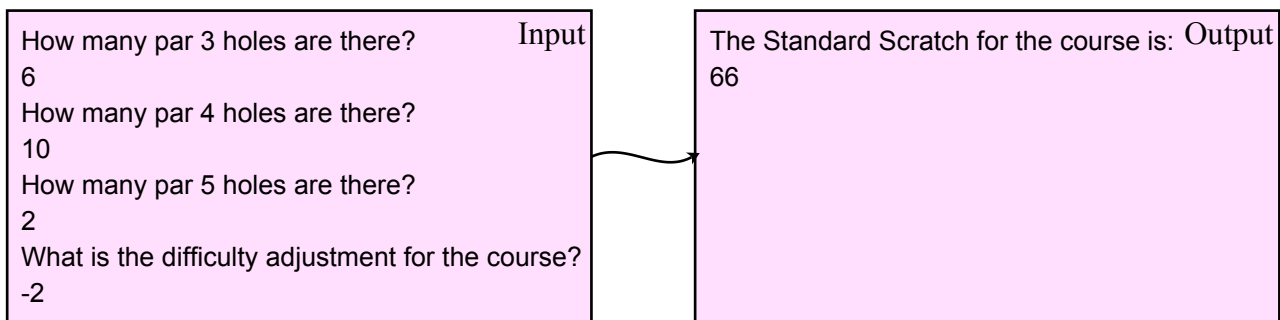 Input
How many par 3 holes are there?
6
How many par 4 holes are there?
10
How many par 5 holes are there?
2
What is the difficulty adjustment for the course?
-2
Output
The Standard Scratch for the course is:
66